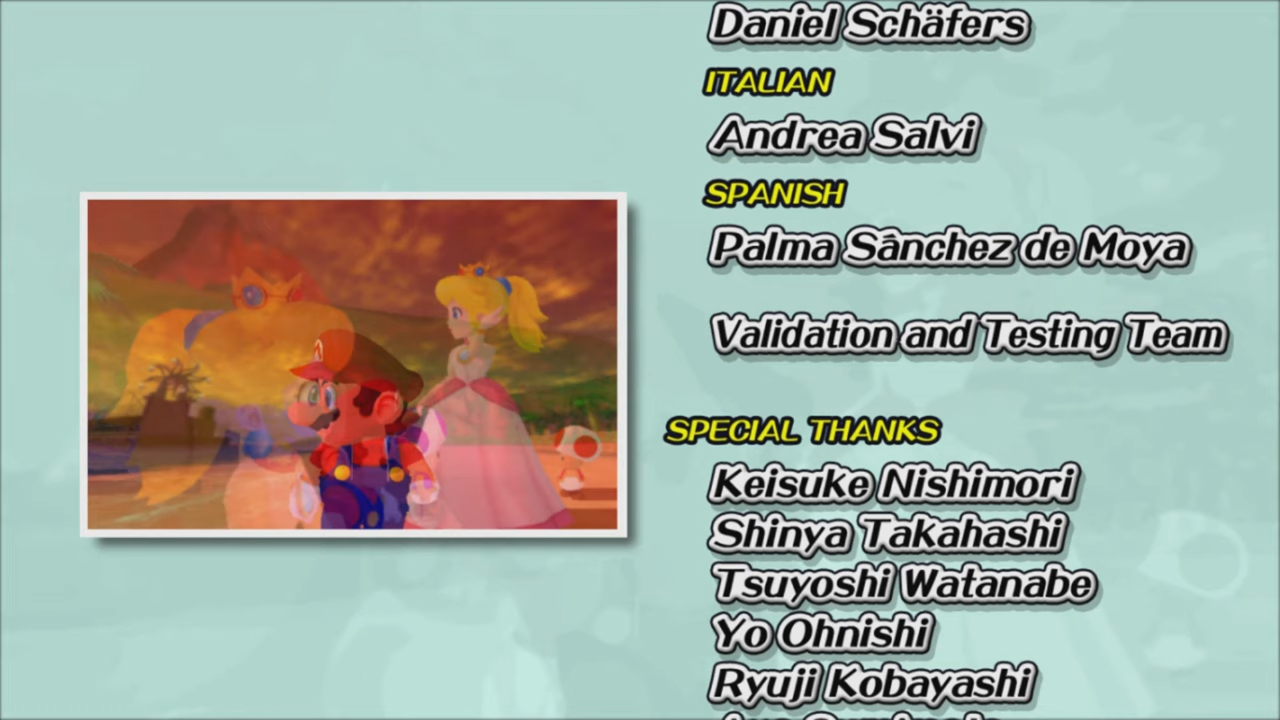 Daniel Schäfers
ITALIAN
Andrea Salvi
SPANISH
Palma Sânchez de Moya
Validation and Testing Team
SPECIAL THANKS
Keisuke Nishimori
Shinya Takahashi
Tsuyoshi Watanabe
Yo Ohnishi
Ryuji Kobayashi